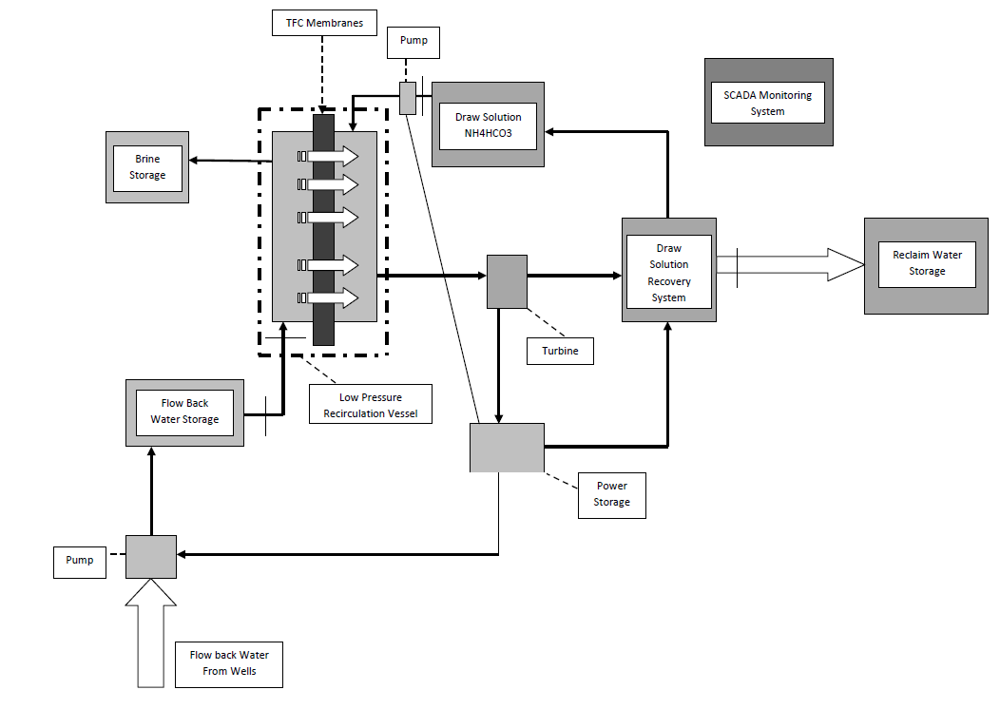 TFC Membranes
Pump
SCADA Monitoring
System
Draw Solution
NH4HCO3
Brine
Storage
Draw
Solution
Recovery
System
Reclaim Water
Storage
Turbine
Flow Back
Water Storage
Low Pressure
Recirculation Vessel
Power
Storage
Pump
Flow back Water
From Wells